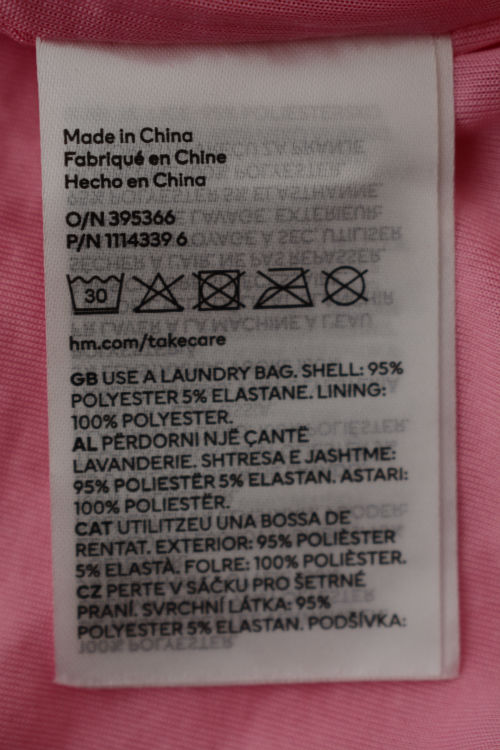 Made in China
Fabriqué en Chine
Hecho en China
O/N 395366
P/N 1114339 6
30
hm.com/takecare
GB USE A LAUNDRY BAG. SHELL: 95%
POLYESTER 5% ELASTANE. LINING:
100% POLYESTER.
AL PËRDORNI NJË ÇANTË
LAVANDERIE. SHTRESA E JASHTME:
95% POLIESTËR 5% ELASTAN. ASTARI:
100% POLIESTËR.
CAT UTILITZEU UNA BOSSA DE
RENTAT. EXTERIOR: 95% POLIÈSTER
5% ELASTÀ. FOLRE: 100% POLIÈSTER.
CZ PERTE V SÁČKU PRO ŠETRNÉ
PRANÍ. SVRCHNÍ LÁTKA: 95%
POLYESTER 5% ELASTAN. PODŠÍVKA: